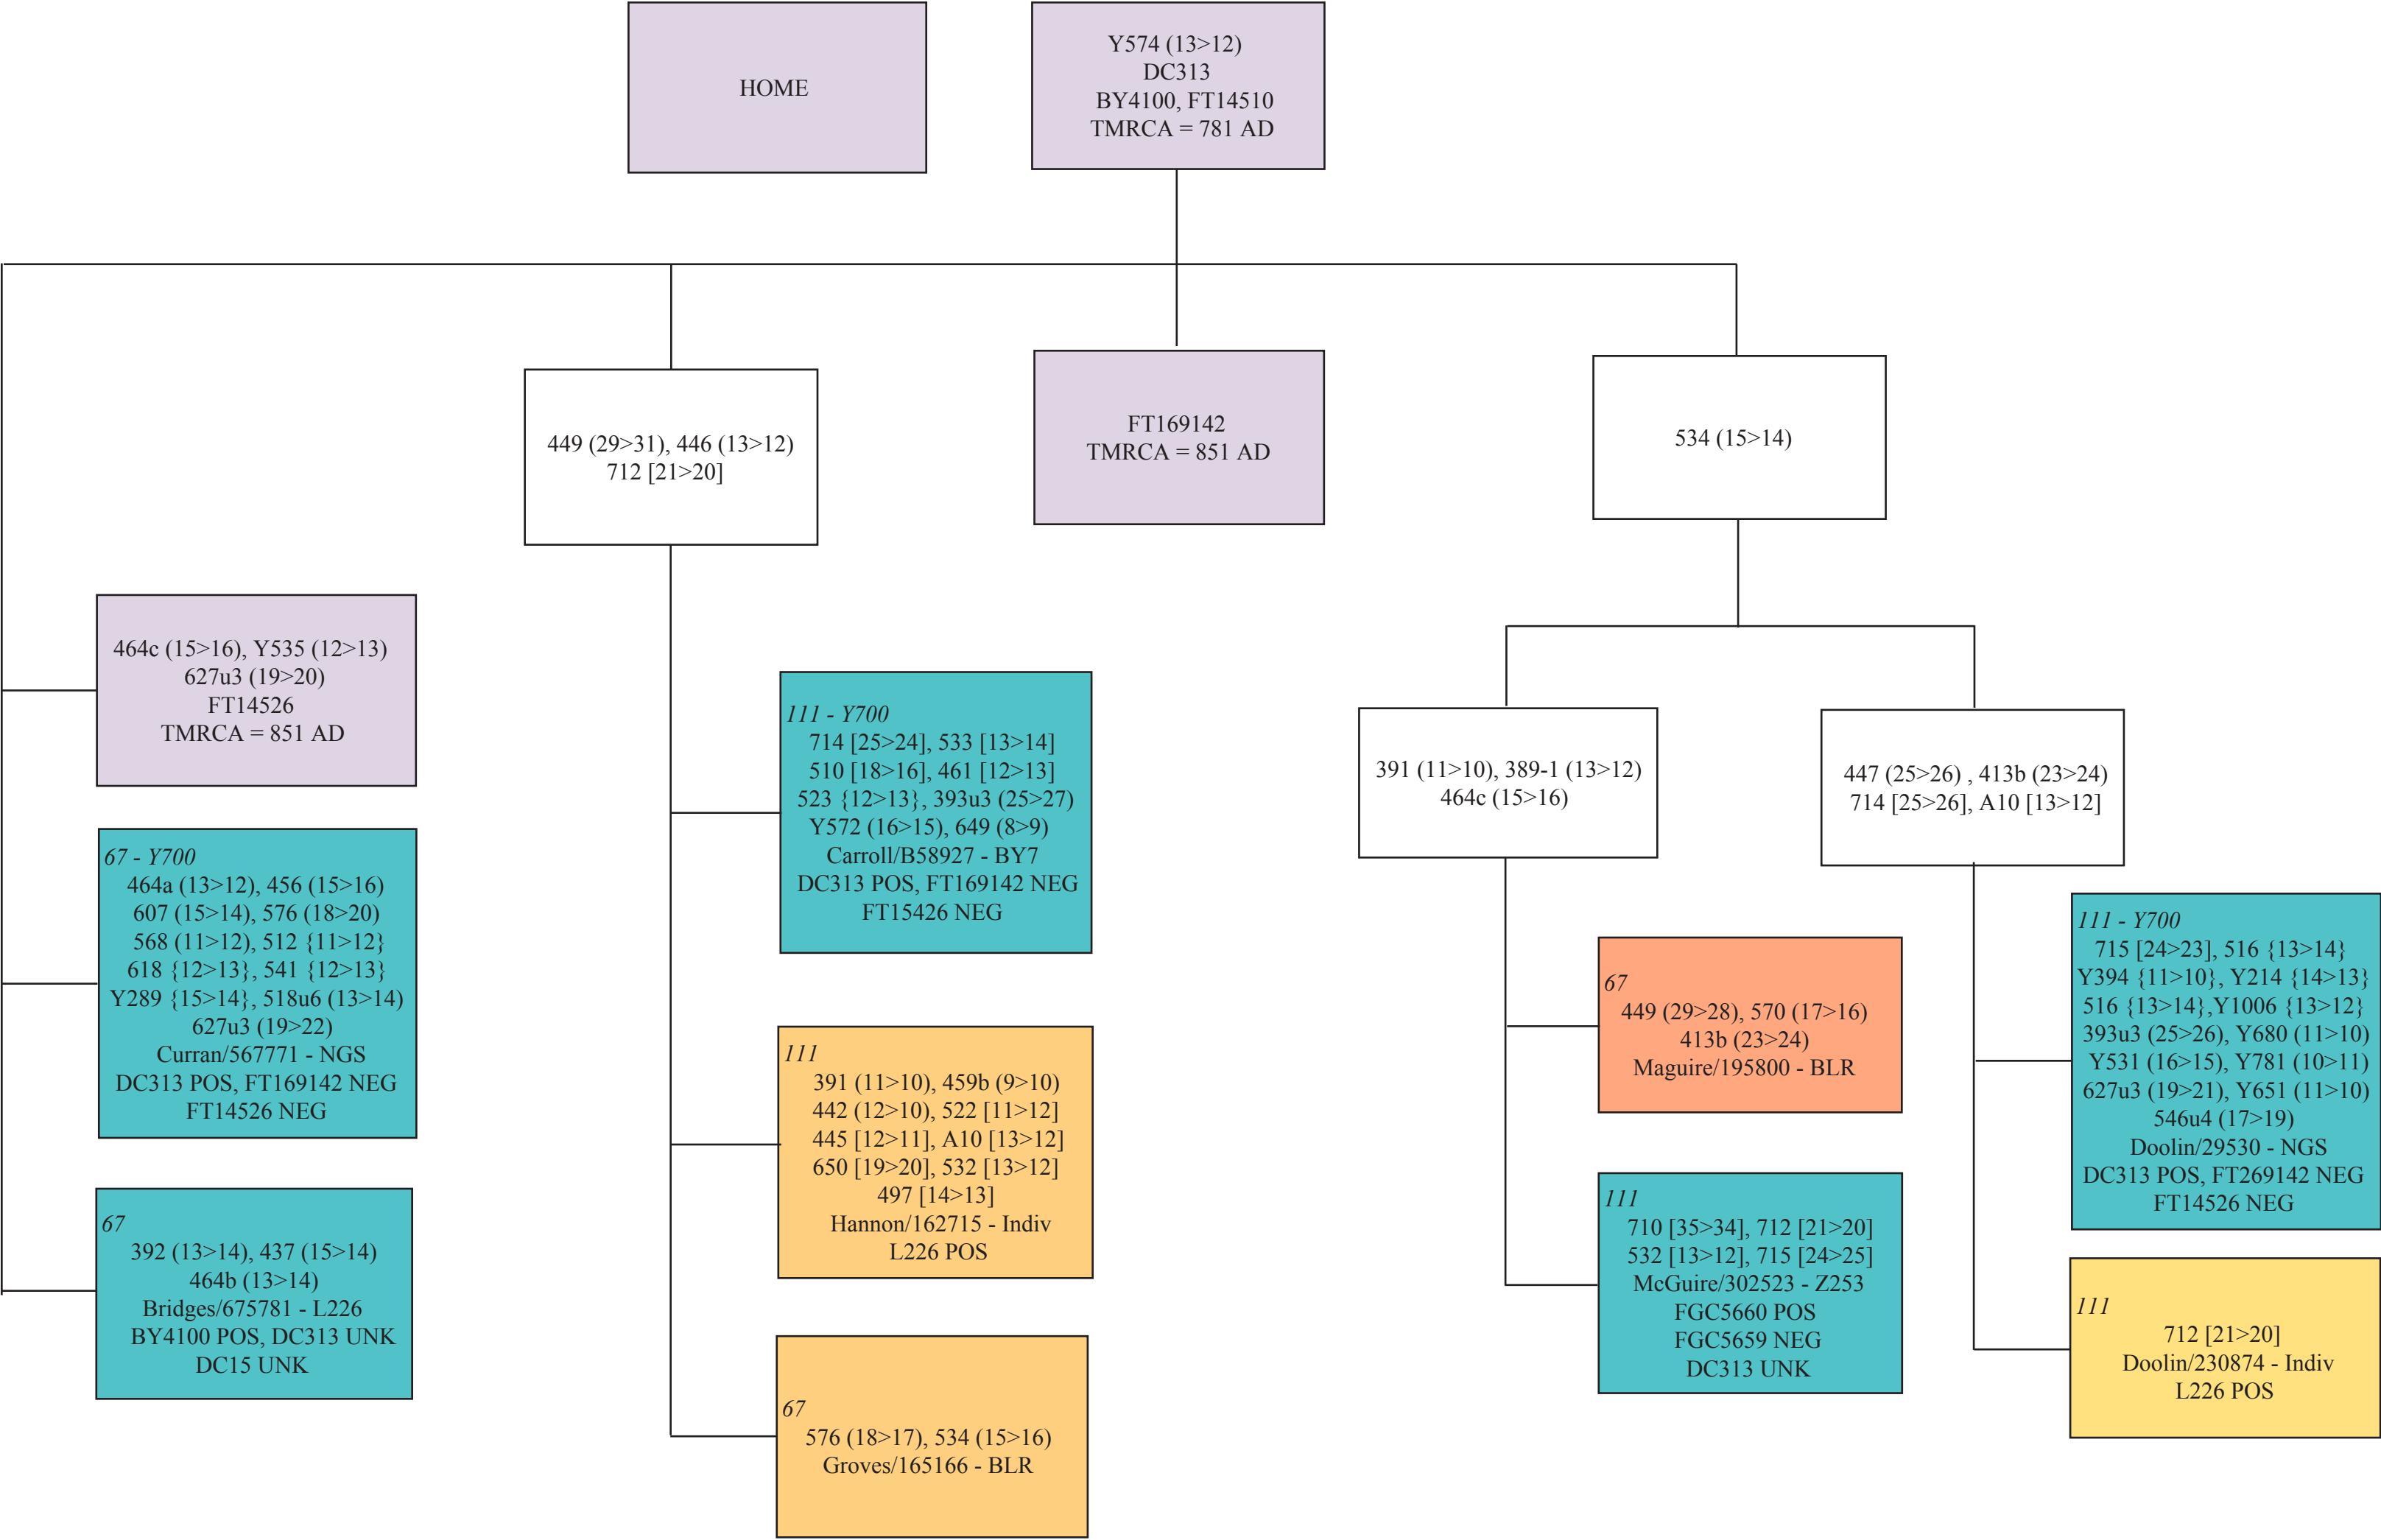 HOME
Y574 (13>12)
DC313
BY4100, FT14510
TMRCA = 781 AD
449 (29>31), 446 (13>12)
712 [21>20]
FT169142
TMRCA = 851 AD
534 (15>14)
464c (15>16), Y535 (12>13)
627u3 (19>20)
FT14526
TMRCA = 851 AD
67 - Y700
464a (13>12), 456 (15>16)
607 (15>14), 576 (18>20)
568 (11>12), 512 {11>12}
618 {12>13}, 541 {12>13}
Y289 {15>14}, 518u6 (13>14)
627u3 (19>22)
Curran/567771 - NGS
DC313 POS, FT169142 NEG
FT14526 NEG
67
392 (13>14), 437 (15>14)
464b (13>14)
Bridges/675781 - L226
BY4100 POS, DC313 UNK
DC15 UNK
111 - Y700
714 [25>24], 533 [13>14]
510 [18>16], 461 [12>13]
523 {12>13}, 393u3 (25>27)
Y572 (16>15), 649 (8>9)
Carroll/B58927 - BY7
DC313 POS, FT169142 NEG
FT15426 NEG
111
391 (11>10), 459b (9>10)
442 (12>10), 522 [11>12]
445 [12>11], A10 [13>12]
650 [19>20], 532 [13>12]
497 [14>13]
Hannon/162715 - Indiv
L226 POS
67
576 (18>17), 534 (15>16)
Groves/165166 - BLR
391 (11>10), 389-1 (13>12)
464c (15>16)
67
449 (29>28), 570 (17>16)
413b (23>24)
Maguire/195800 - BLR
111
710 [35>34], 712 [21>20]
532 [13>12], 715 [24>25]
McGuire/302523 - Z253
FGC5660 POS
FGC5659 NEG
DC313 UNK
447 (25>26) , 413b (23>24)
714 [25>26], A10 [13>12]
111 - Y700
715 [24>23], 516 {13>14}
Y394 {11>10}, Y214 {14>13}
516 {13>14},Y1006 {13>12}
393u3 (25>26), Y680 (11>10)
Y531 (16>15), Y781 (10>11)
627u3 (19>21), Y651 (11>10)
546u4 (17>19)
Doolin/29530 - NGS
DC313 POS, FT269142 NEG
FT14526 NEG
111
712 [21>20]
Doolin/230874 - Indiv
L226 POS